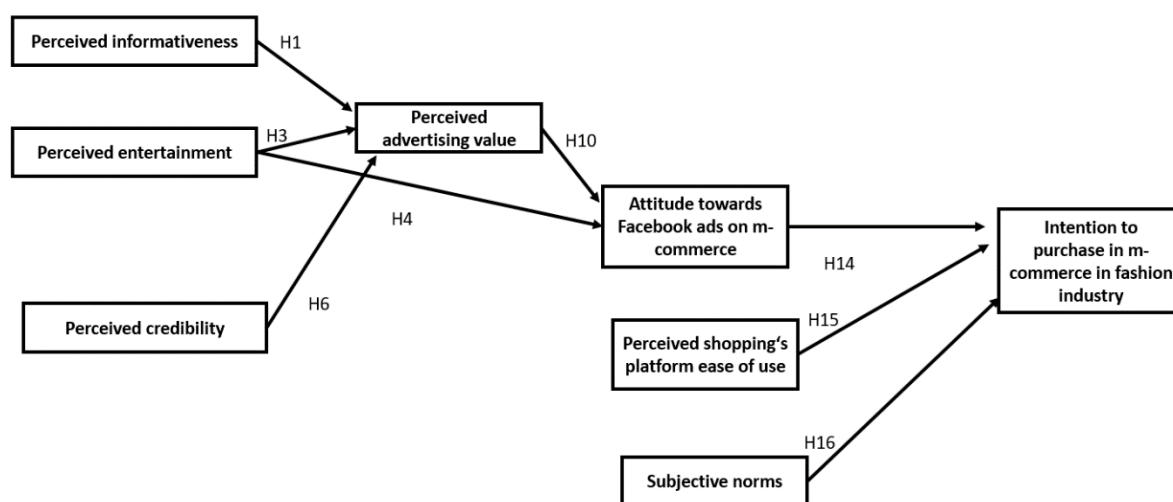 Perceived informativeness
H1
Perceived
advertising value
H3
Perceived entertainment
H10
H4
Attitude towards
Facebook ads on m-
commerce
Intention to
purchase in m-
commerce in fashion
industry
H14
Perceived credibility
H6
H15
Perceived shopping‘s
platform ease of use
H16
Subjective norms